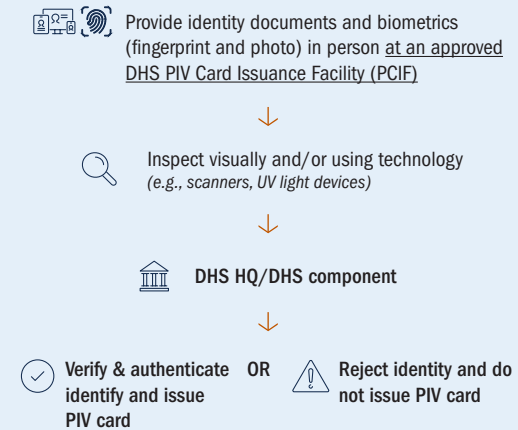 Provide identity documents and biometrics
(fingerprint and photo) in person at an approved
DHS PIV Card Issuance Facility (PCIF)
Inspect visually and/or using technology
(e.g., scanners, UV light devices)
DHS HQ/DHS component
Verify & authenticate
identify and issue
PIV card
OR
Reject identity and do
not issue PIV card